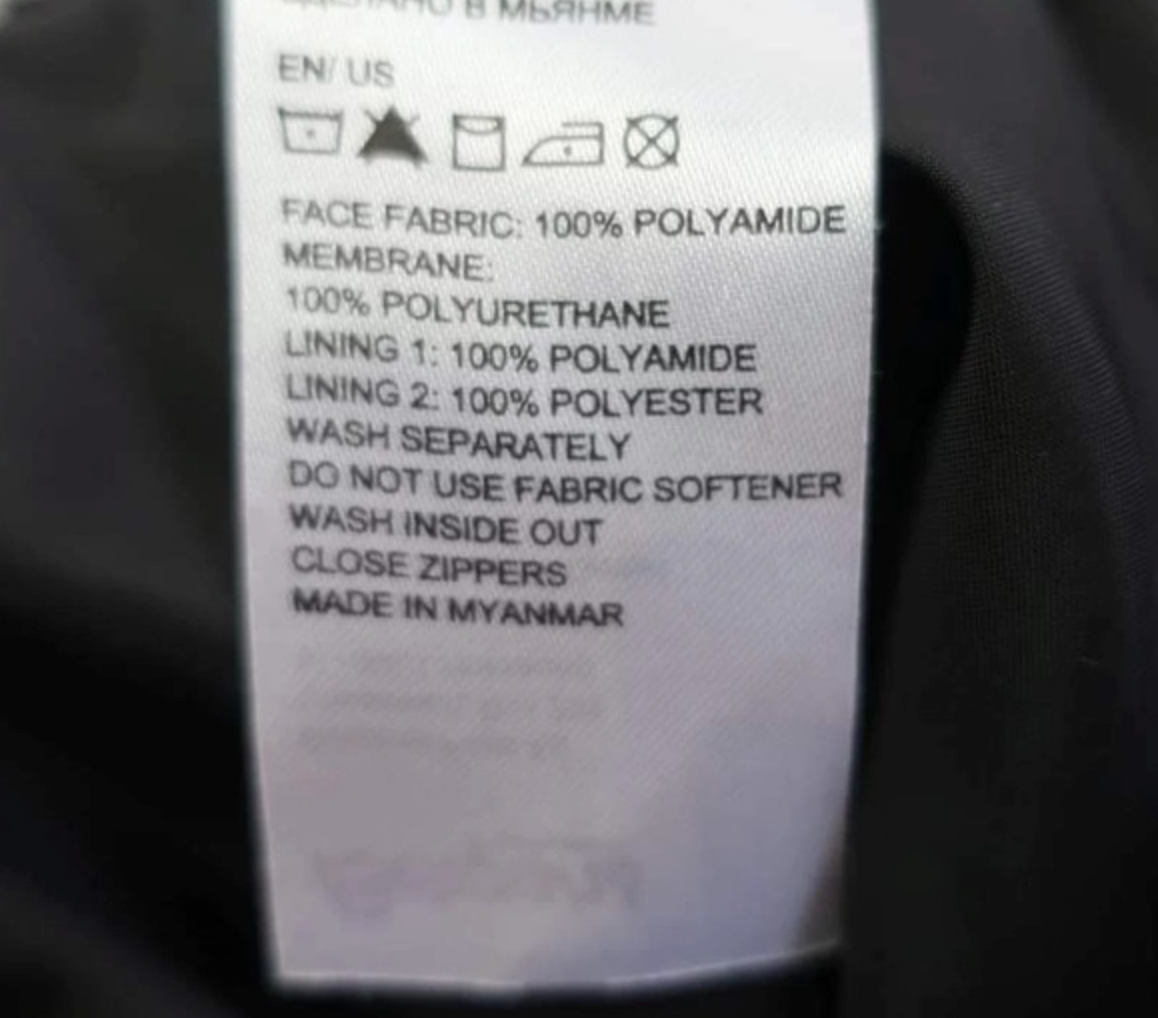 СДЕЛАНО В МЬЯНМЕ
EN/ US
FACE FABRIC: 100% POLYAMIDE
MEMBRANE:
100% POLYURETHANE
LINING 1: 100% POLYAMIDE
LINING 2: 100% POLYESTER
WASH SEPARATELY
DO NOT USE FABRIC SOFTENER
WASH INSIDE OUT
CLOSE ZIPPERS
MADE IN MYANMAR